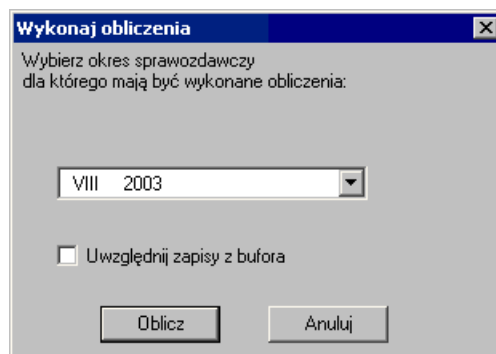 Wykonaj obliczenia
Wybierz okres sprawozdawczy
dla którego mają być wykonane obliczenia:
VIII 2003
Uwzględnij zapisy z bufora
Oblicz
Anuluj